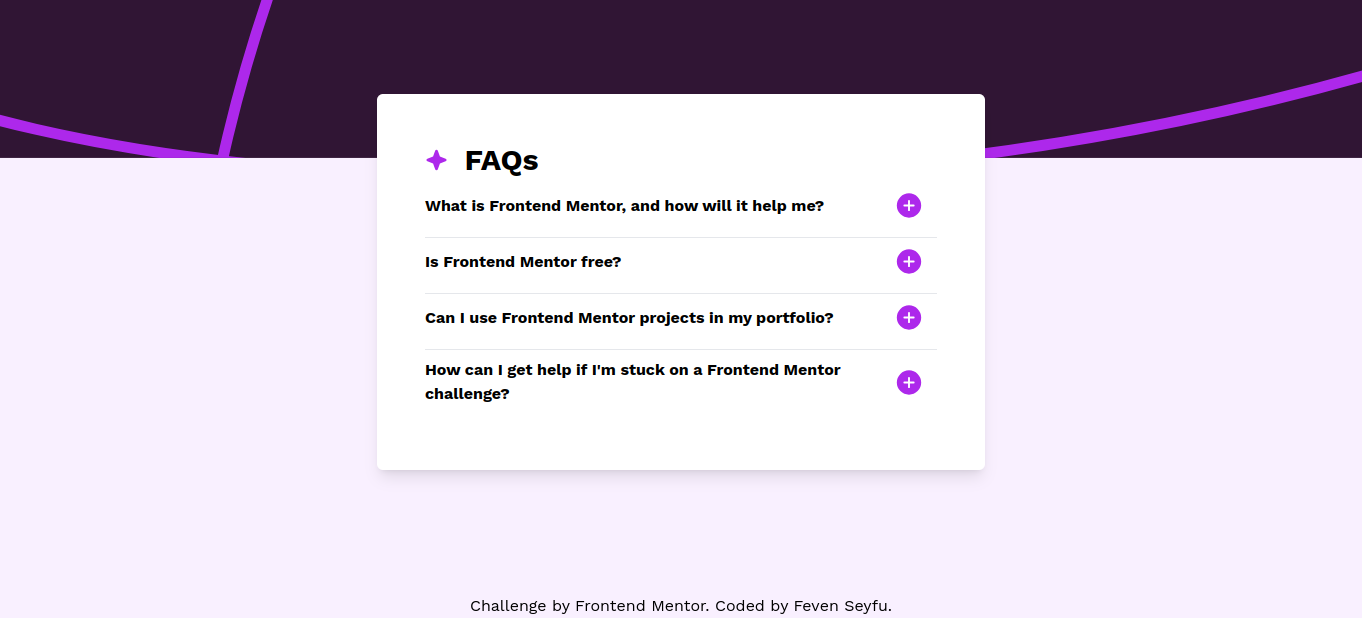 FAQs
What is Frontend Mentor, and how will it help me?
Is Frontend Mentor free?
Can I use Frontend Mentor projects in my portfolio?
How can I get help if I'm stuck on a Frontend Mentor
challenge?
Challenge by Frontend Mentor. Coded by Feven Seyfu.